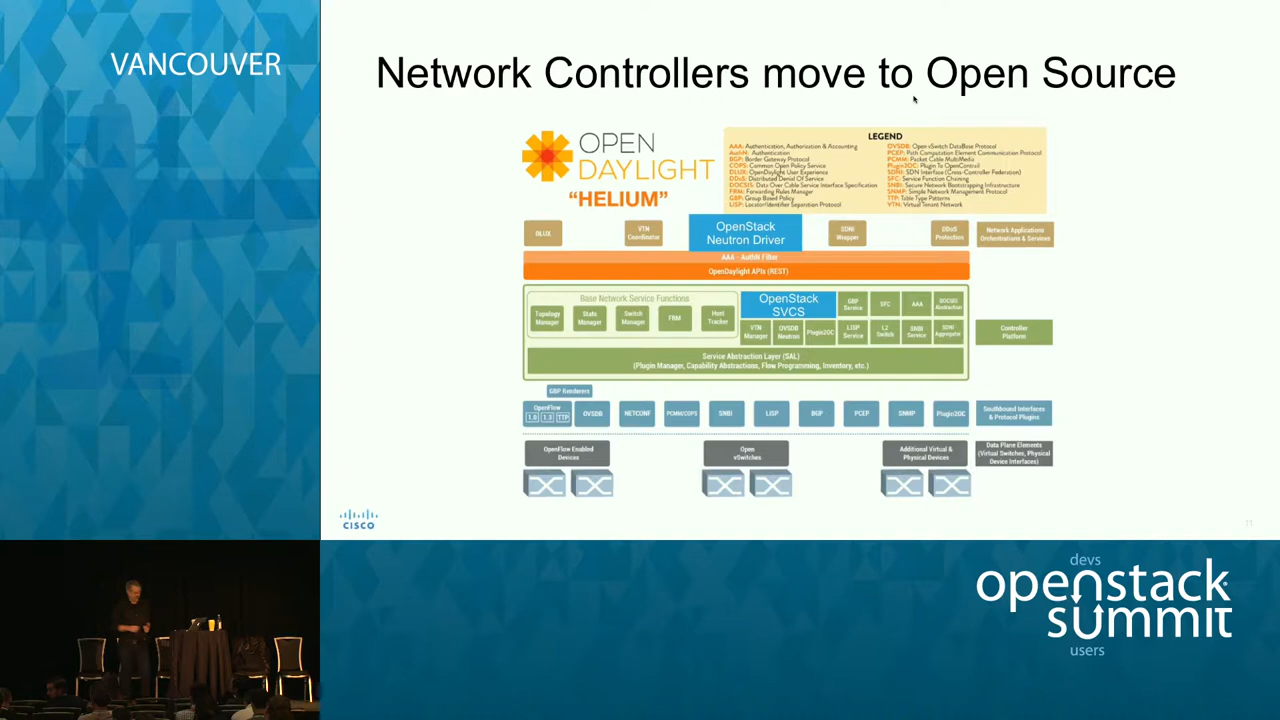 VANCOUVER
Network Controllers move to Open Source
OPEN
DAYLIGHT
“HELIUM”
LEGEND
AAA: Authentication, Authorization & Accounting
AuthN: Authentication
BGP: Border Gateway Protocol
COPS: Common Open Policy Service
DLUX: OpenDaylight User Experience
DDoS: Distributed Denial Of Service
DOCSIS: Data Over Cable Service Interface Specification
FRM: Forwarding Rules Manager
GBP: Group Based Policy
LISP: Locator/Identifier Separation Protocol
OVSDB: Open vSwitch DataBase Protocol
PCEP: Path Computation Element Communication Protocol
PCMM: Packet Cable MultiMedia
Plugin2OC: Plugin To OpenContrail
SDNI: SDN Interface (Cross-Controller Federation)
SFC: Service Function Chaining
SNBI: Secure Network Bootstrapping Infrastructure
SNMP: Simple Network Management Protocol
TTP: Table Type Patterns
VTN: Virtual Tenant Network
DLUX
VTN
Coordinator
OpenStack
Neutron Driver
SDNI
Wrapper
DDoS
Protection
Network Applications
Orchestrations & Services
AAA - AuthN Filter
OpenDaylight APIs (REST)
Base Network Service Functions
Topology
Manager
Stats
Manager
Switch
Manager
FRM
Host
Tracker
OpenStack
SVCS
GBP
Service
SFC
AAA
DOCSIS
Abstraction
VTN
Manager
OVSDB
Neutron
Plugin2OC
LISP
Service
L2
Switch
SNBI
Service
SDNI
Aggregator
Controller
Platform
Service Abstraction Layer (SAL)
(Plugin Manager, Capability Abstractions, Flow Programming, Inventory, etc.)
GBP Renderers
OpenFlow
1.0 1.3 TTP
OVSDB
NETCONF
PCMM/COPS
SNBI
LISP
BGP
PCEP
SNMP
Plugin2OC
Southbound Interfaces
& Protocol Plugins
OpenFlow Enabled
Devices
Open
vSwitches
Additional Virtual &
Physical Devices
Data Plane Elements
(Virtual Switches, Physical
Device Interfaces)
CISCO
11
devs
openstack
summit
users